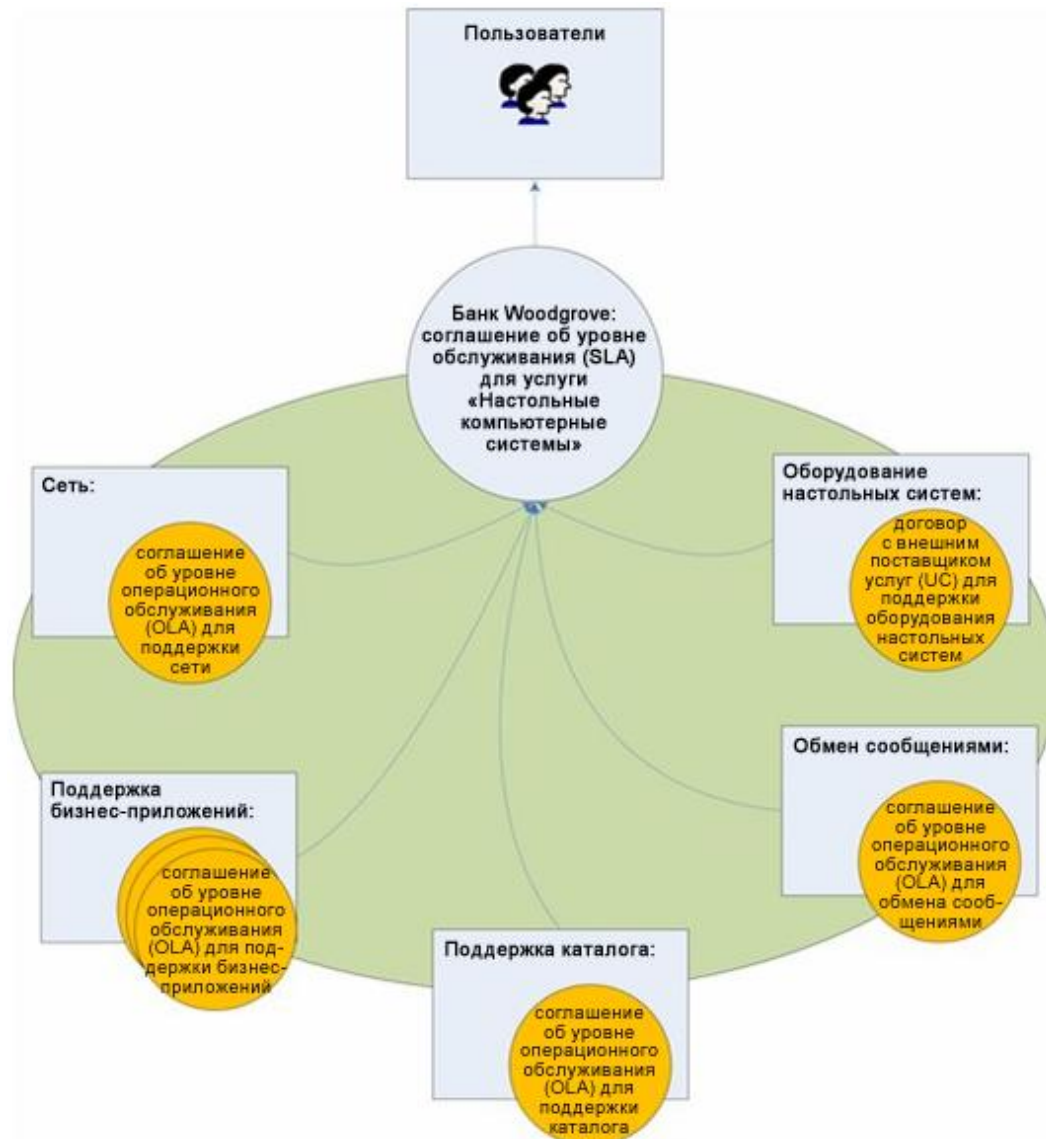 Пользователи
Банк Woodgrove:
соглашение об уровне
обслуживания (SLA)
для услуги
«Настольные
компьютерные
системы»
Сеть:
соглашение
об уровне
операционного
обслуживания
(OLA) для
поддержки
сети
Оборудование
настольных систем:
договор
с внешним
поставщиком
услуг (UC) для
поддержки
оборудования
настольных
систем
Поддержка
бизнес-приложений:
соглашение
об уровне
операционного
обслуживания
(OLA) для под-
держки бизнес-
приложений
Обмен сообщениями:
соглашение
об уровне
операционного
обслуживания
(OLA) для
обмена сооб-
щениями
Поддержка каталога:
соглашение
об уровне
операционного
обслуживания
(OLA) для
поддержки
каталога